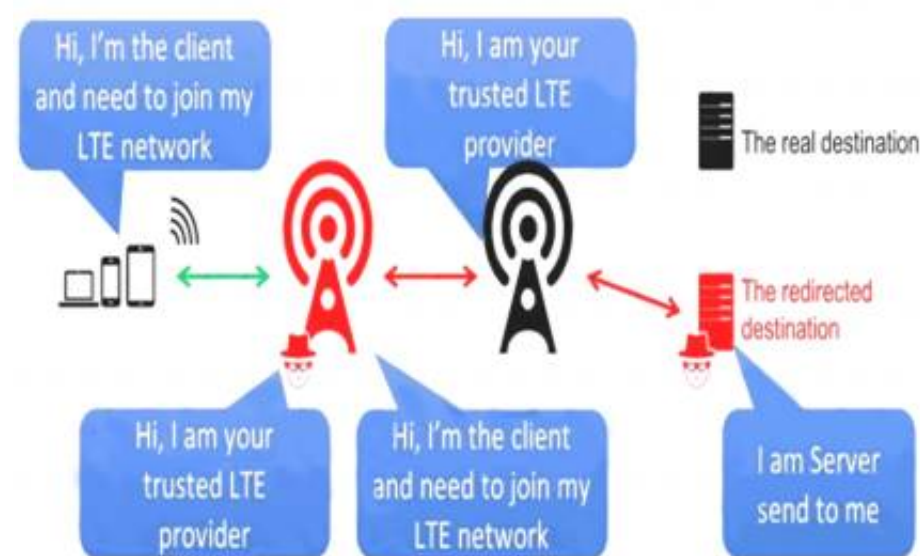 Hi, I'm the client
and need to join my
LTE network
Hi, I am your
trusted LTE
provider
The real destination
The redirected
destination
Hi, I am your
trusted LTE
provider
Hi, I'm the client
and need to join my
LTE network
I am Server
send to me